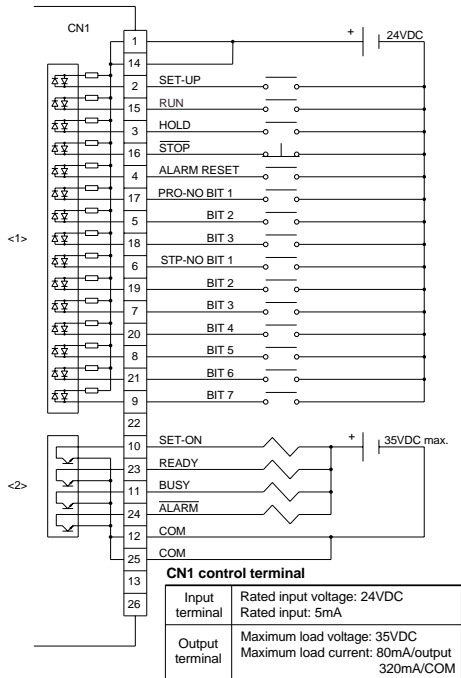 CN1
+ 24VDC
1
14
2 SET-UP
15 RUN
3 HOLD
16 STOP
4 ALARM RESET
17 PRO-NO BIT 1
5 BIT 2
<1> 18 BIT 3
6 STP-NO BIT 1
19 BIT 2
7 BIT 3
20 BIT 4
8 BIT 5
21 BIT 6
9 BIT 7
22
10 SET-ON + 35VDC max.
23 READY
<2> 11 BUSY
24 ALARM
12 COM
25 COM
13
26
CN1 control terminal
Input terminal
Rated input voltage: 24VDC
Rated input: 5mA
Output terminal
Maximum load voltage: 35VDC
Maximum load current: 80mA/output
320mA/COM